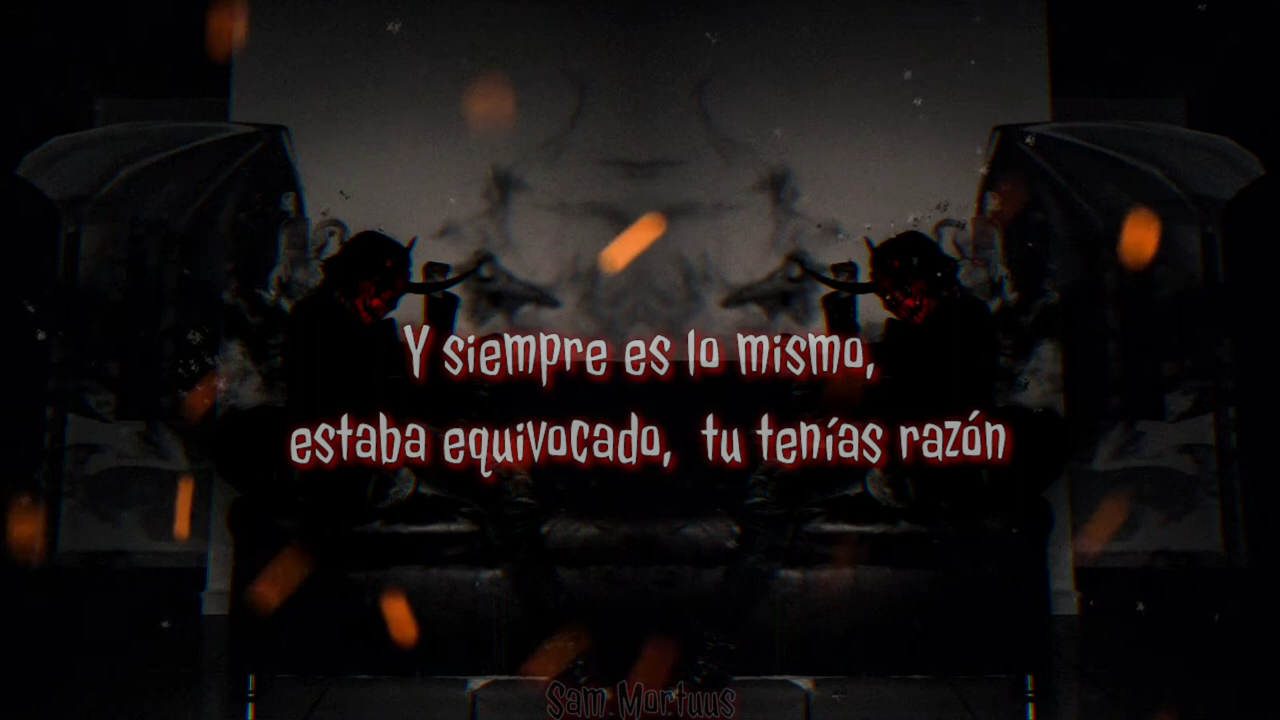 Y siempre es lo mismo,
estaba equivocado, tu tenías razón
Sam Mortuus